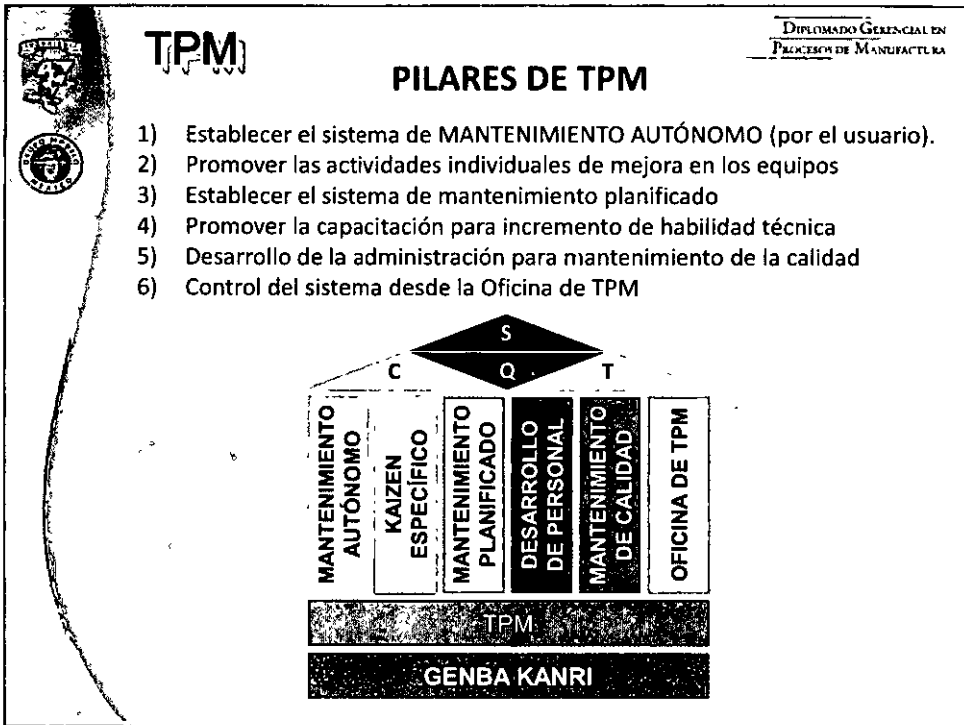 TPM
DIPLOMADO GERENCIAL EN
PROCESOS DE MANUFACTURA
PILARES DE TPM
1) Establecer el sistema de MANTENIMIENTO AUTÓNOMO (por el usuario).
2) Promover las actividades individuales de mejora en los equipos
3) Establecer el sistema de mantenimiento planificado
4) Promover la capacitación para incremento de habilidad técnica
5) Desarrollo de la administración para mantenimiento de la calidad
6) Control del sistema desde la Oficina de TPM
S
C Q T
MANTENIMIENTO
AUTÓNOMO
KAIZEN
ESPECÍFICO
MANTENIMIENTO
PLANIFICADO
DESARROLLO
DE PERSONAL
MANTENIMIENTO
DE CALIDAD
OFICINA DE TPM
TPM
GENBA KANRI